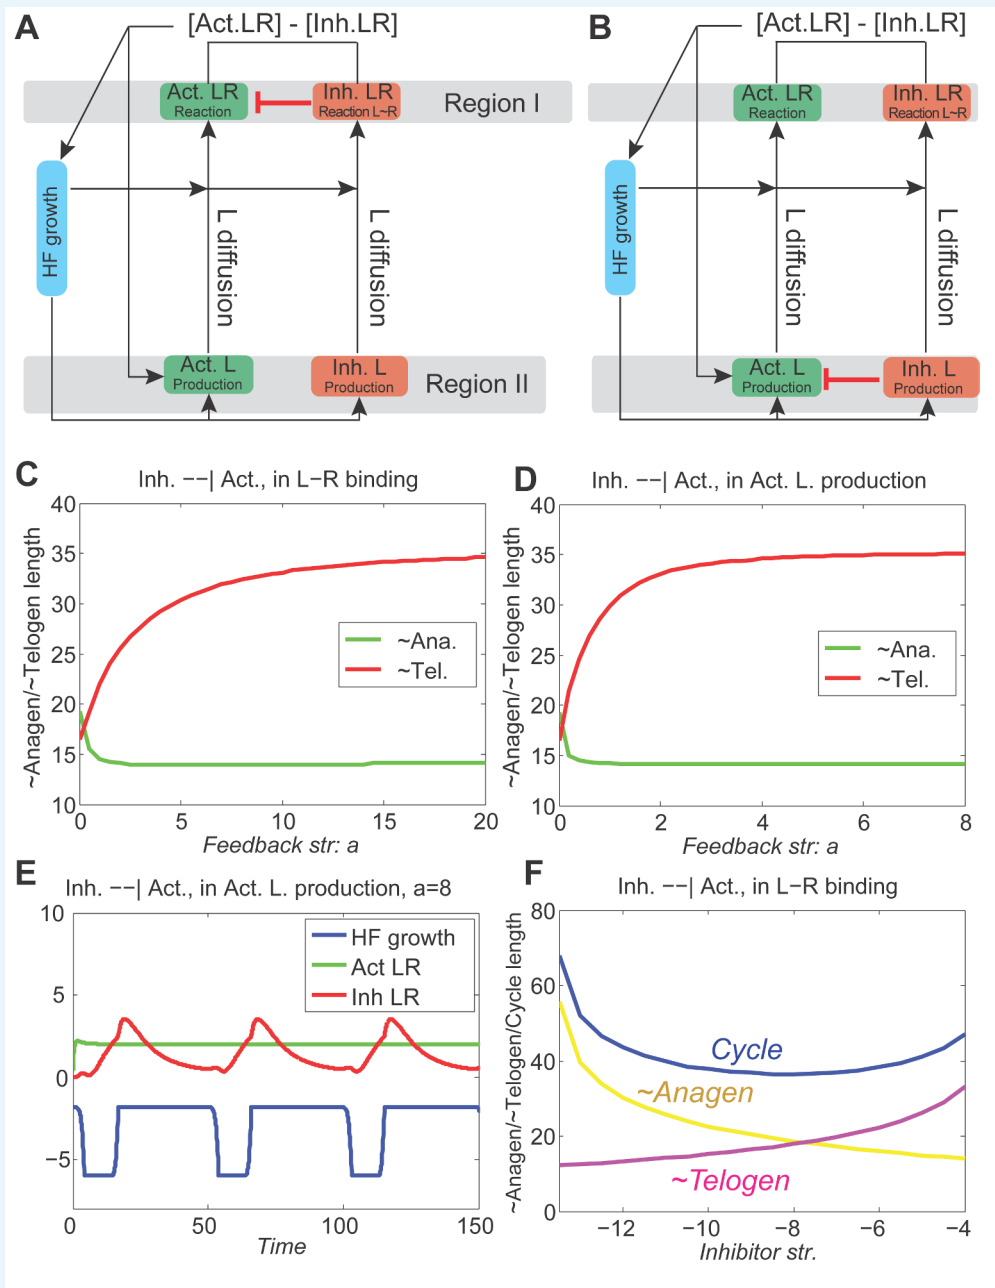 A
[Act.LR] - [Inh.LR]
Act. LR
Reaction
Inh. LR
Reaction L~R
Region I
HF growth
L diffusion
L diffusion
Act. L
Production
Inh. L
Production
Region II
B
[Act.LR] - [Inh.LR]
Act. LR
Reaction
Inh. LR
Reaction L~R
HF growth
L diffusion
L diffusion
Act. L
Production
Inh. L
Production
C
Inh. −−| Act., in L−R binding
~Anagen/~Telogen length
40
35
30
25
20
15
10
~Ana.
~Tel.
0 5 10 15 20
Feedback str: a
D
Inh. −−| Act., in Act. L. production
~Anagen/~Telogen length
40
35
30
25
20
15
10
~Ana.
~Tel.
0 2 4 6 8
Feedback str: a
E
Inh. −−| Act., in Act. L. production, a=8
10
5
0
−5
HF growth
Act LR
Inh LR
0 50 100 150
Time
F
Inh. −−| Act., in L−R binding
~Anagen/~Telogen/Cycle length
80
60
40
20
0
Cycle
~Anagen
~Telogen
−12 −10 −8 −6 −4
Inhibitor str.